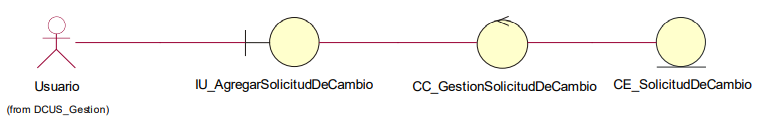 Usuario
(from DCUS_Gestion)
IU_AgregarSolicitudDeCambio
CC_GestionSolicitudDeCambio
CE_SolicitudDeCambio